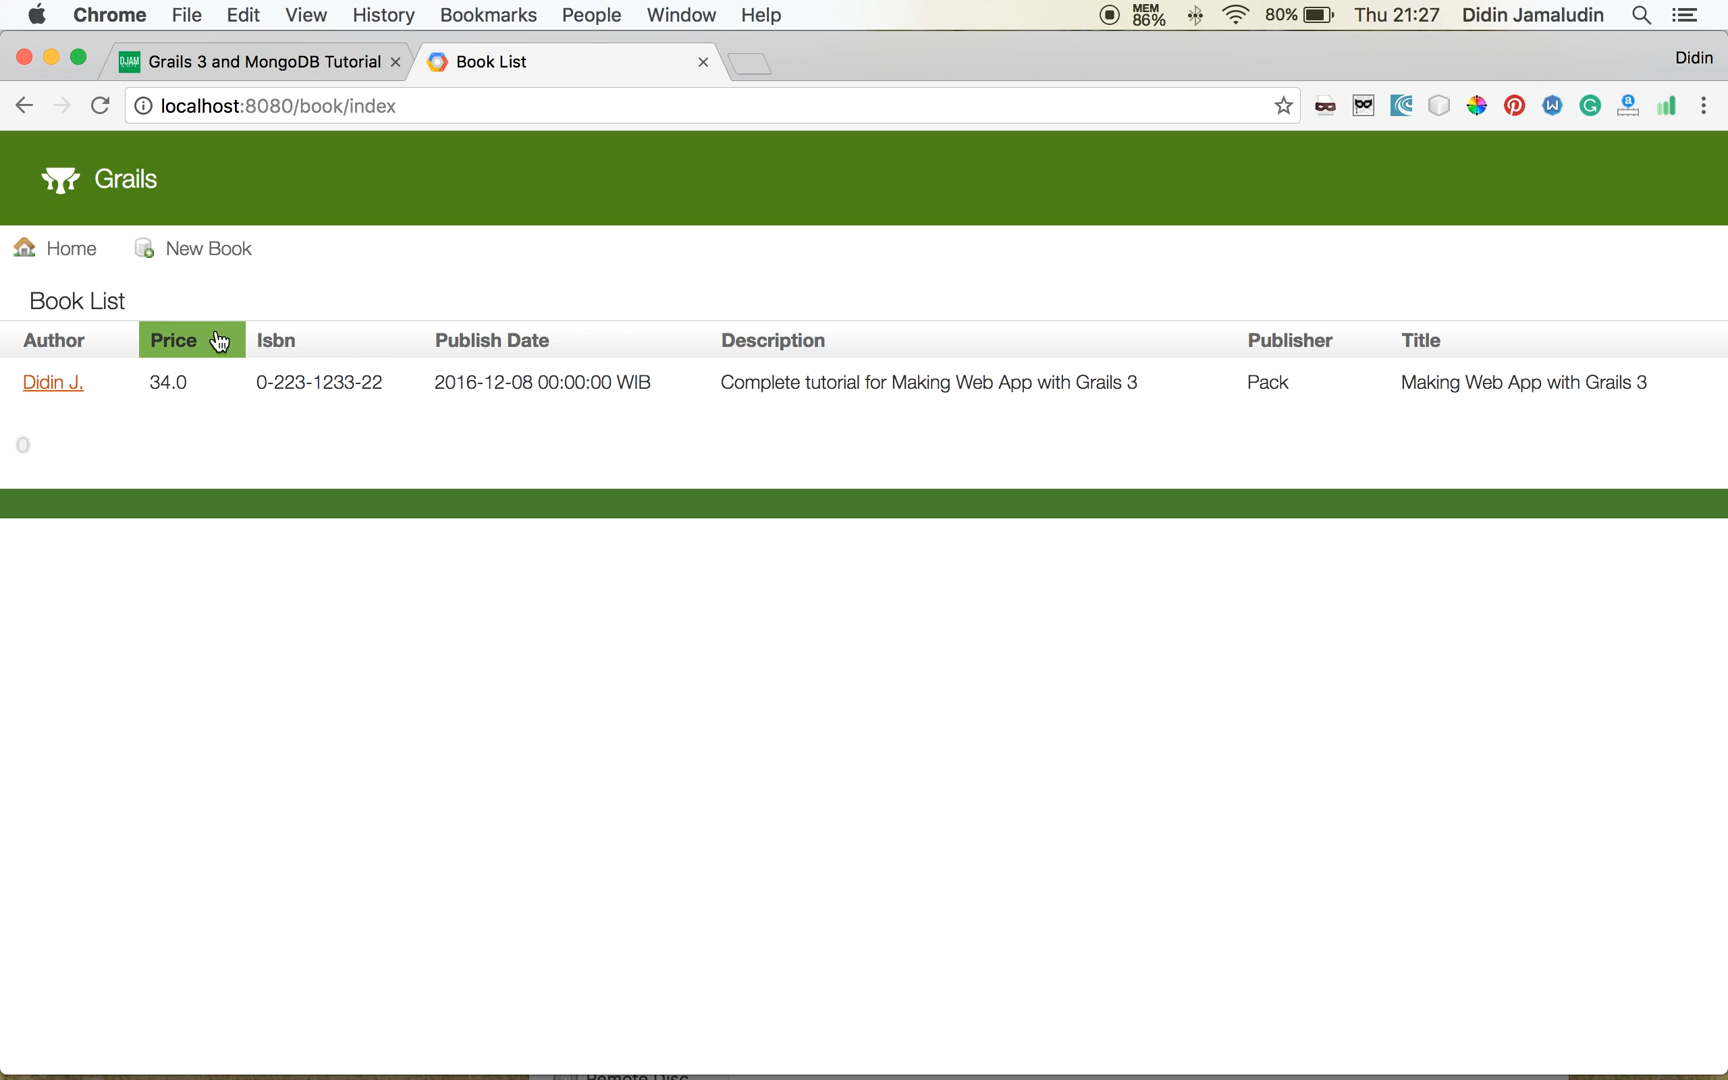 Chrome File Edit View History Bookmarks People Window Help MEM 86% 80% Thu 21:27 Didin Jamaludin
DJAM Grails 3 and MongoDB Tutorial Book List Didin
localhost:8080/book/index
Grails
Home New Book
Book List
Author Price Isbn Publish Date Description Publisher Title
Didin J. 34.0 0-223-1233-22 2016-12-08 00:00:00 WIB Complete tutorial for Making Web App with Grails 3 Pack Making Web App with Grails 3
Remote Disc